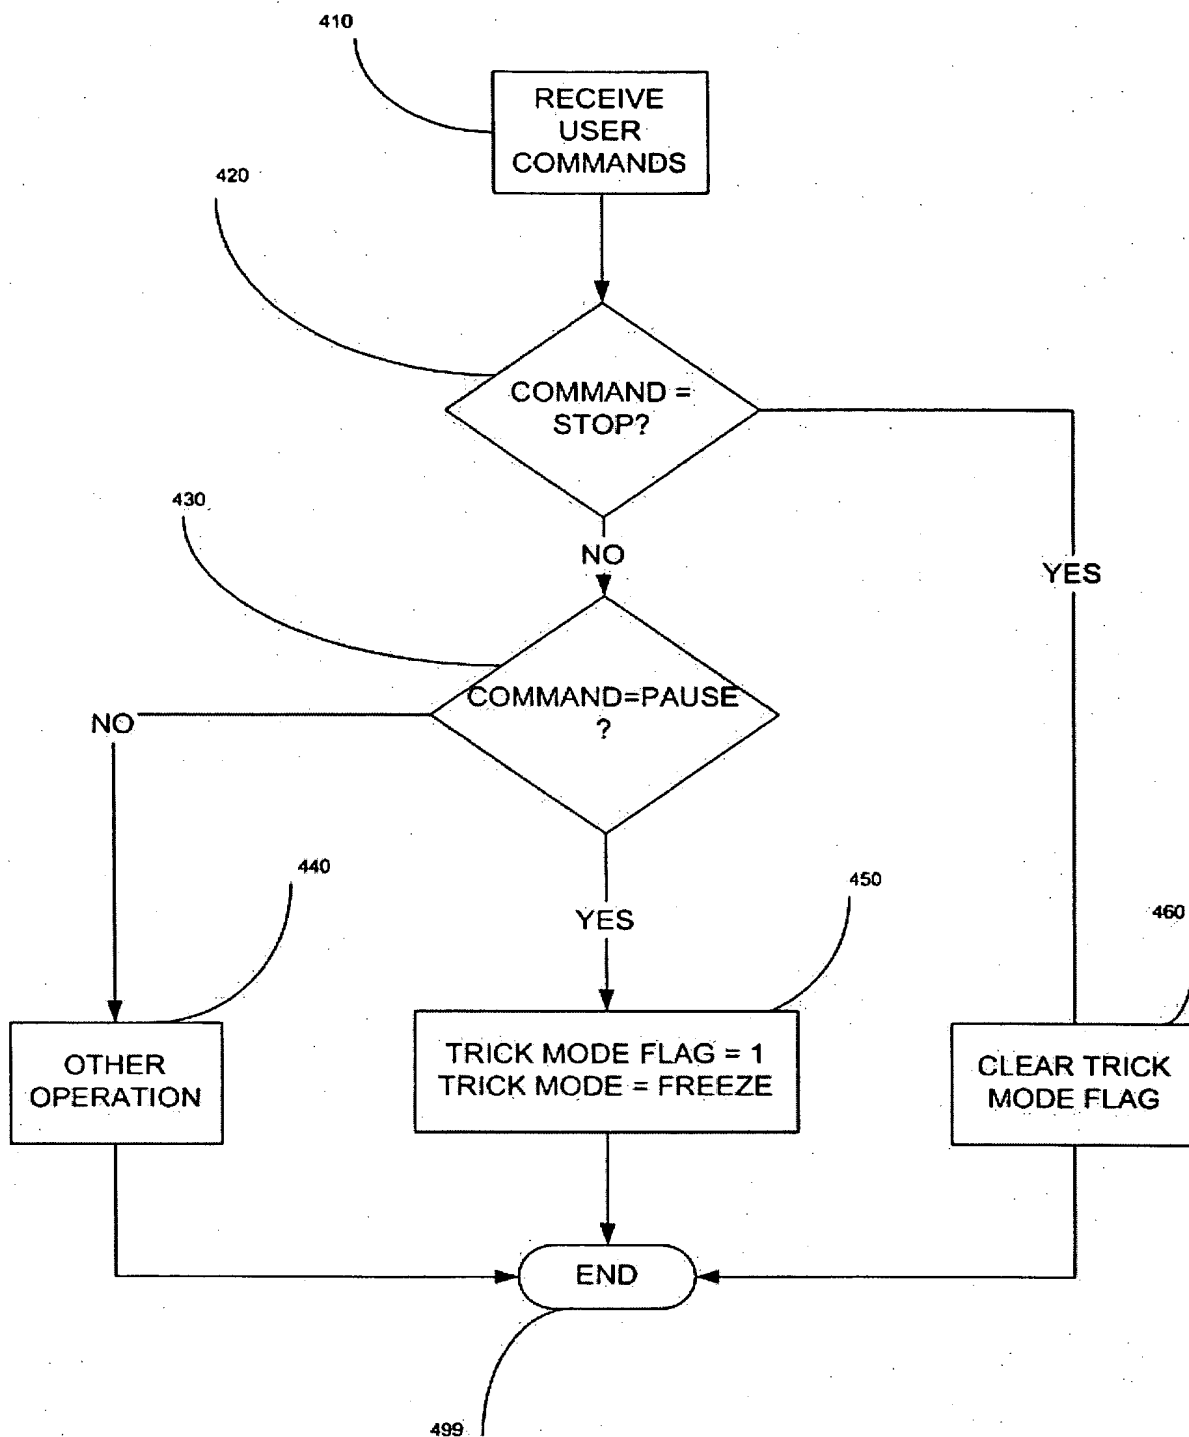 410
RECEIVE
USER
COMMANDS
420
COMMAND =
STOP?
430
NO
YES
COMMAND=PAUSE
?
NO
440
450
YES
460
OTHER
OPERATION
TRICK MODE FLAG = 1
TRICK MODE = FREEZE
CLEAR TRICK
MODE FLAG
END
499